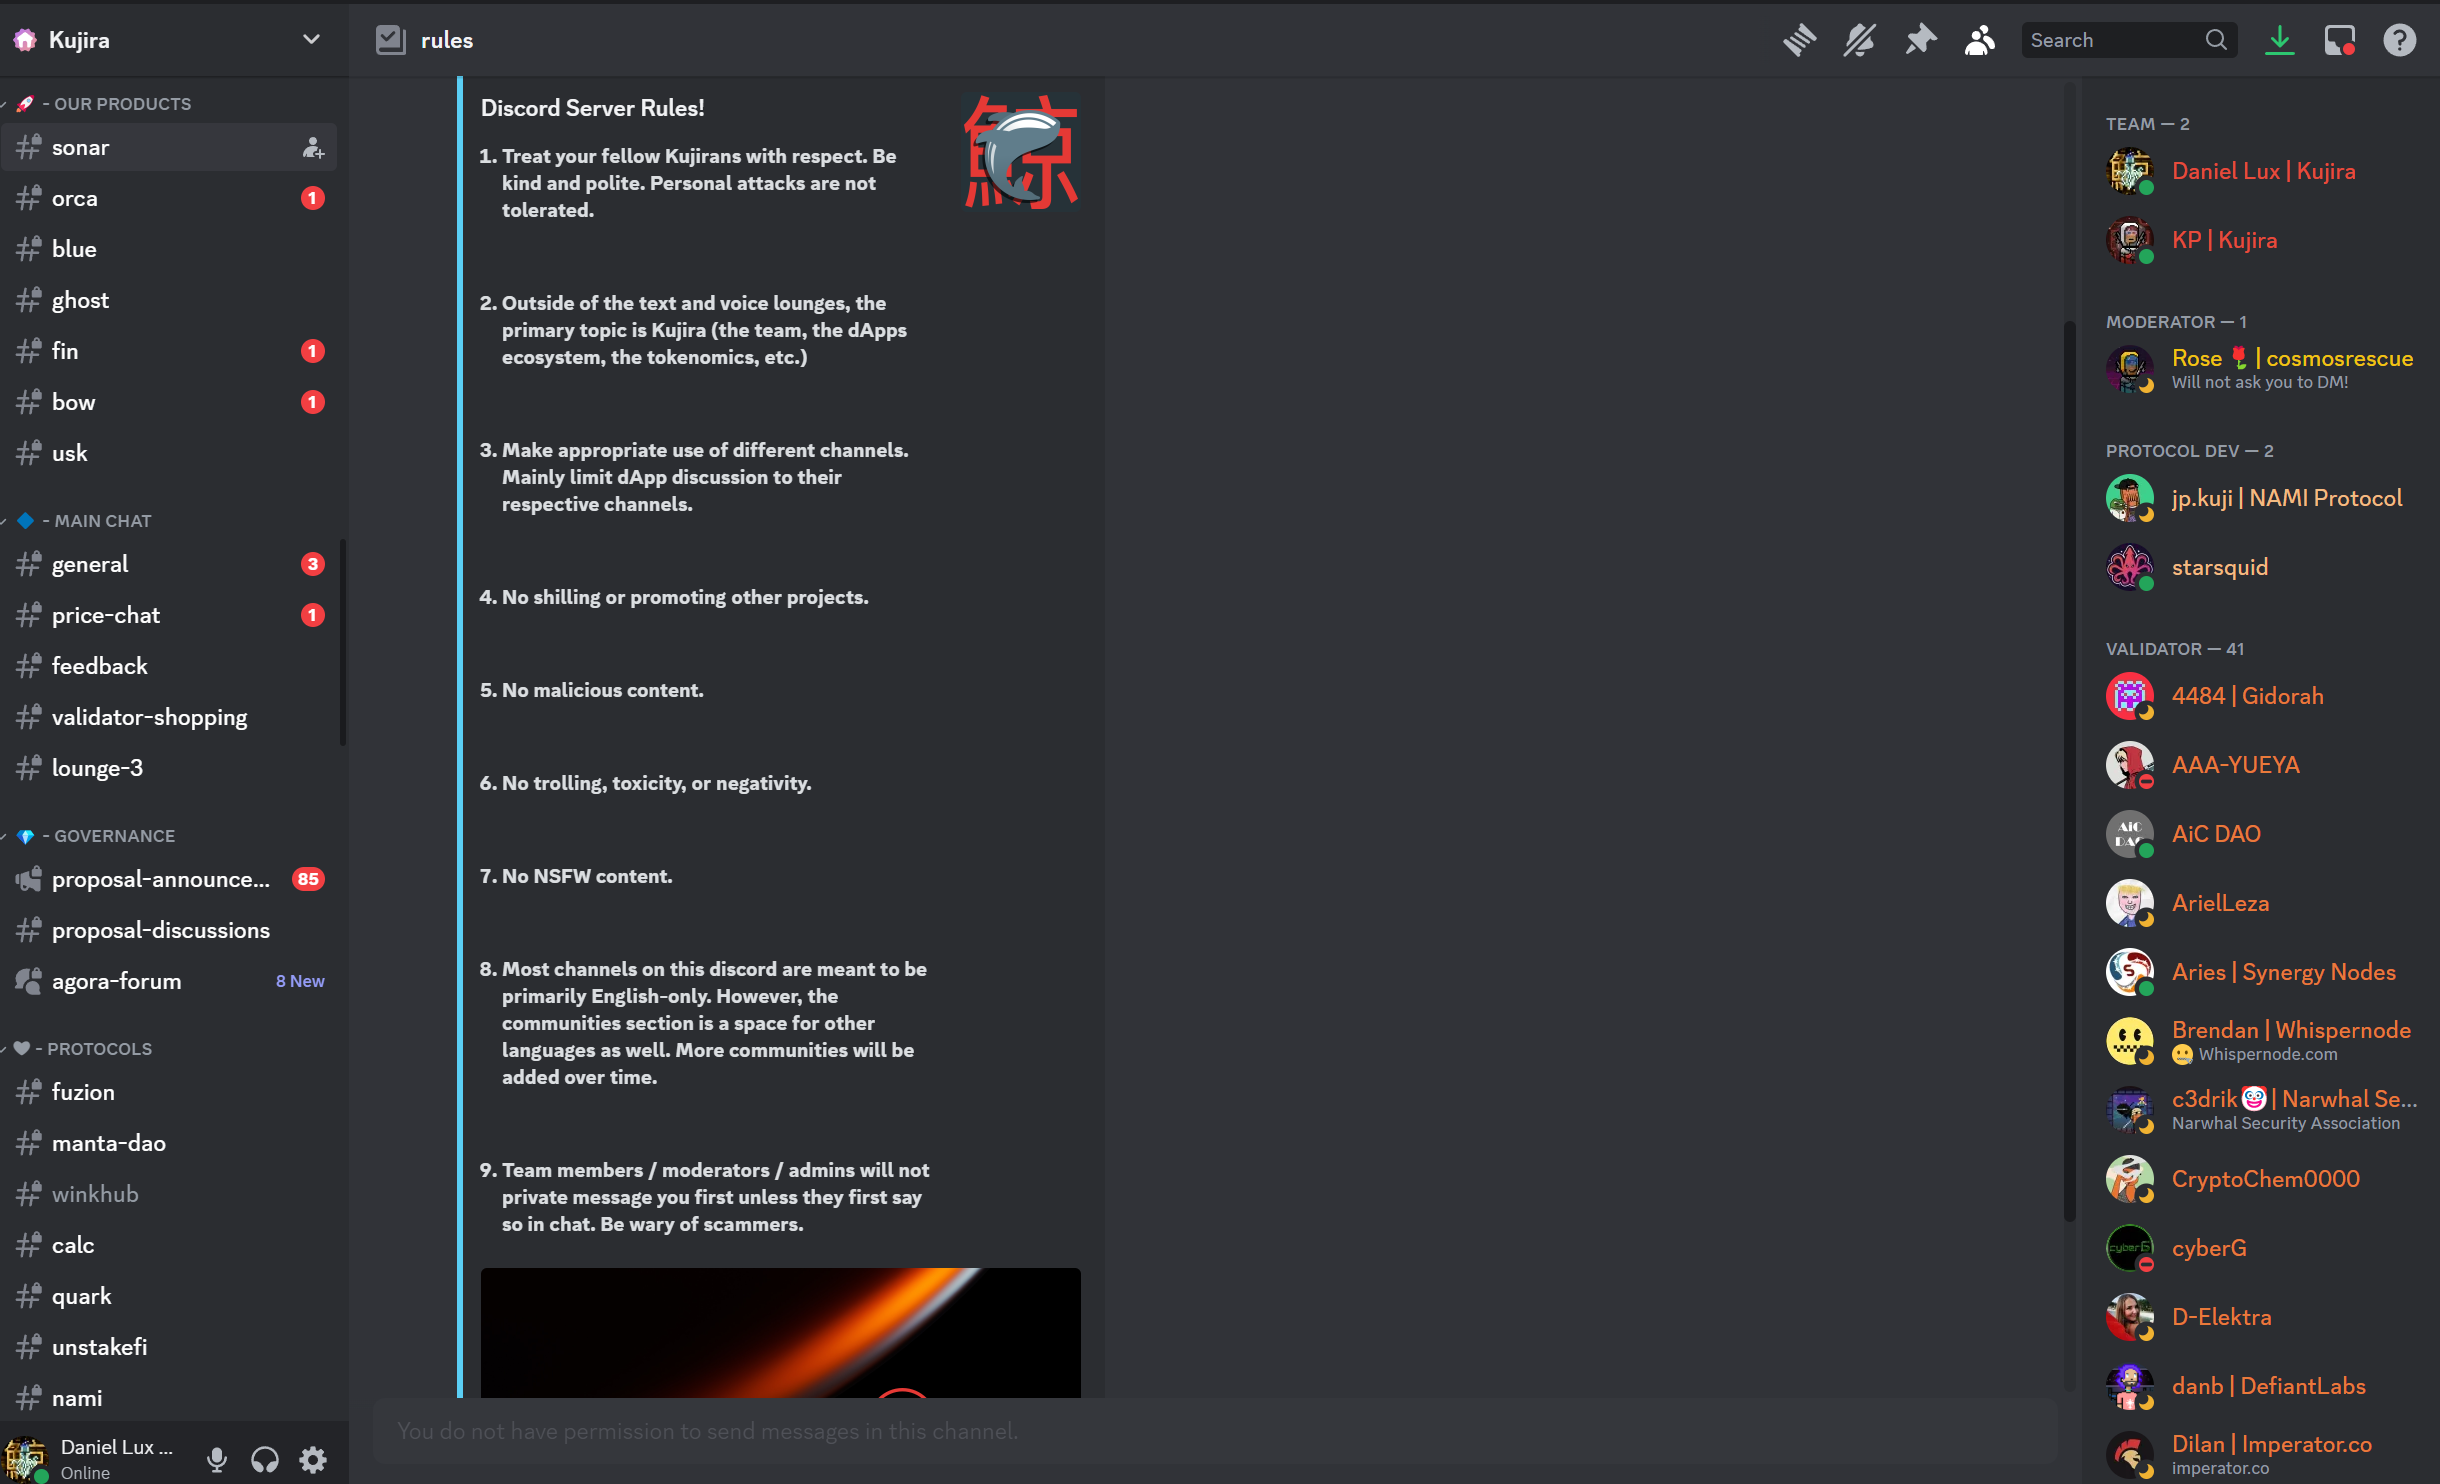 Kujira
rules
Search
- OUR PRODUCTS
sonar
orca
1
blue
ghost
fin
1
bow
1
usk
- MAIN CHAT
general
3
price-chat
1
feedback
validator-shopping
lounge-3
- GOVERNANCE
proposal-announce...
85
proposal-discussions
agora-forum
8 New
- PROTOCOLS
fuzion
manta-dao
winkhub
calc
quark
unstakefi
nami
Daniel Lux ...
Online
Discord Server Rules!
鯨
1. Treat your fellow Kujirans with respect. Be
kind and polite. Personal attacks are not
tolerated.
2. Outside of the text and voice lounges, the
primary topic is Kujira (the team, the dApps
ecosystem, the tokenomics, etc.)
3. Make appropriate use of different channels.
Mainly limit dApp discussion to their
respective channels.
4. No shilling or promoting other projects.
5. No malicious content.
6. No trolling, toxicity, or negativity.
7. No NSFW content.
8. Most channels on this discord are meant to be
primarily English-only. However, the
communities section is a space for other
languages as well. More communities will be
added over time.
9. Team members / moderators / admins will not
private message you first unless they first say
so in chat. Be wary of scammers.
You do not have permission to send messages in this channel.
TEAM — 2
Daniel Lux | Kujira
KP | Kujira
MODERATOR — 1
Rose 🌹 | cosmosrescue
Will not ask you to DM!
PROTOCOL DEV — 2
jp.kuji | NAMI Protocol
starsquid
VALIDATOR — 41
4484 | Gidorah
AAA-YUEYA
AiC DAO
ArielLeza
Aries | Synergy Nodes
Brendan | Whispernode
Whispernode.com
c3drik🤡| Narwhal Se...
Narwhal Security Association
CryptoChem0000
cyberG
D-Elektra
danb | DefiantLabs
Dilan | Imperator.co
imperator.co